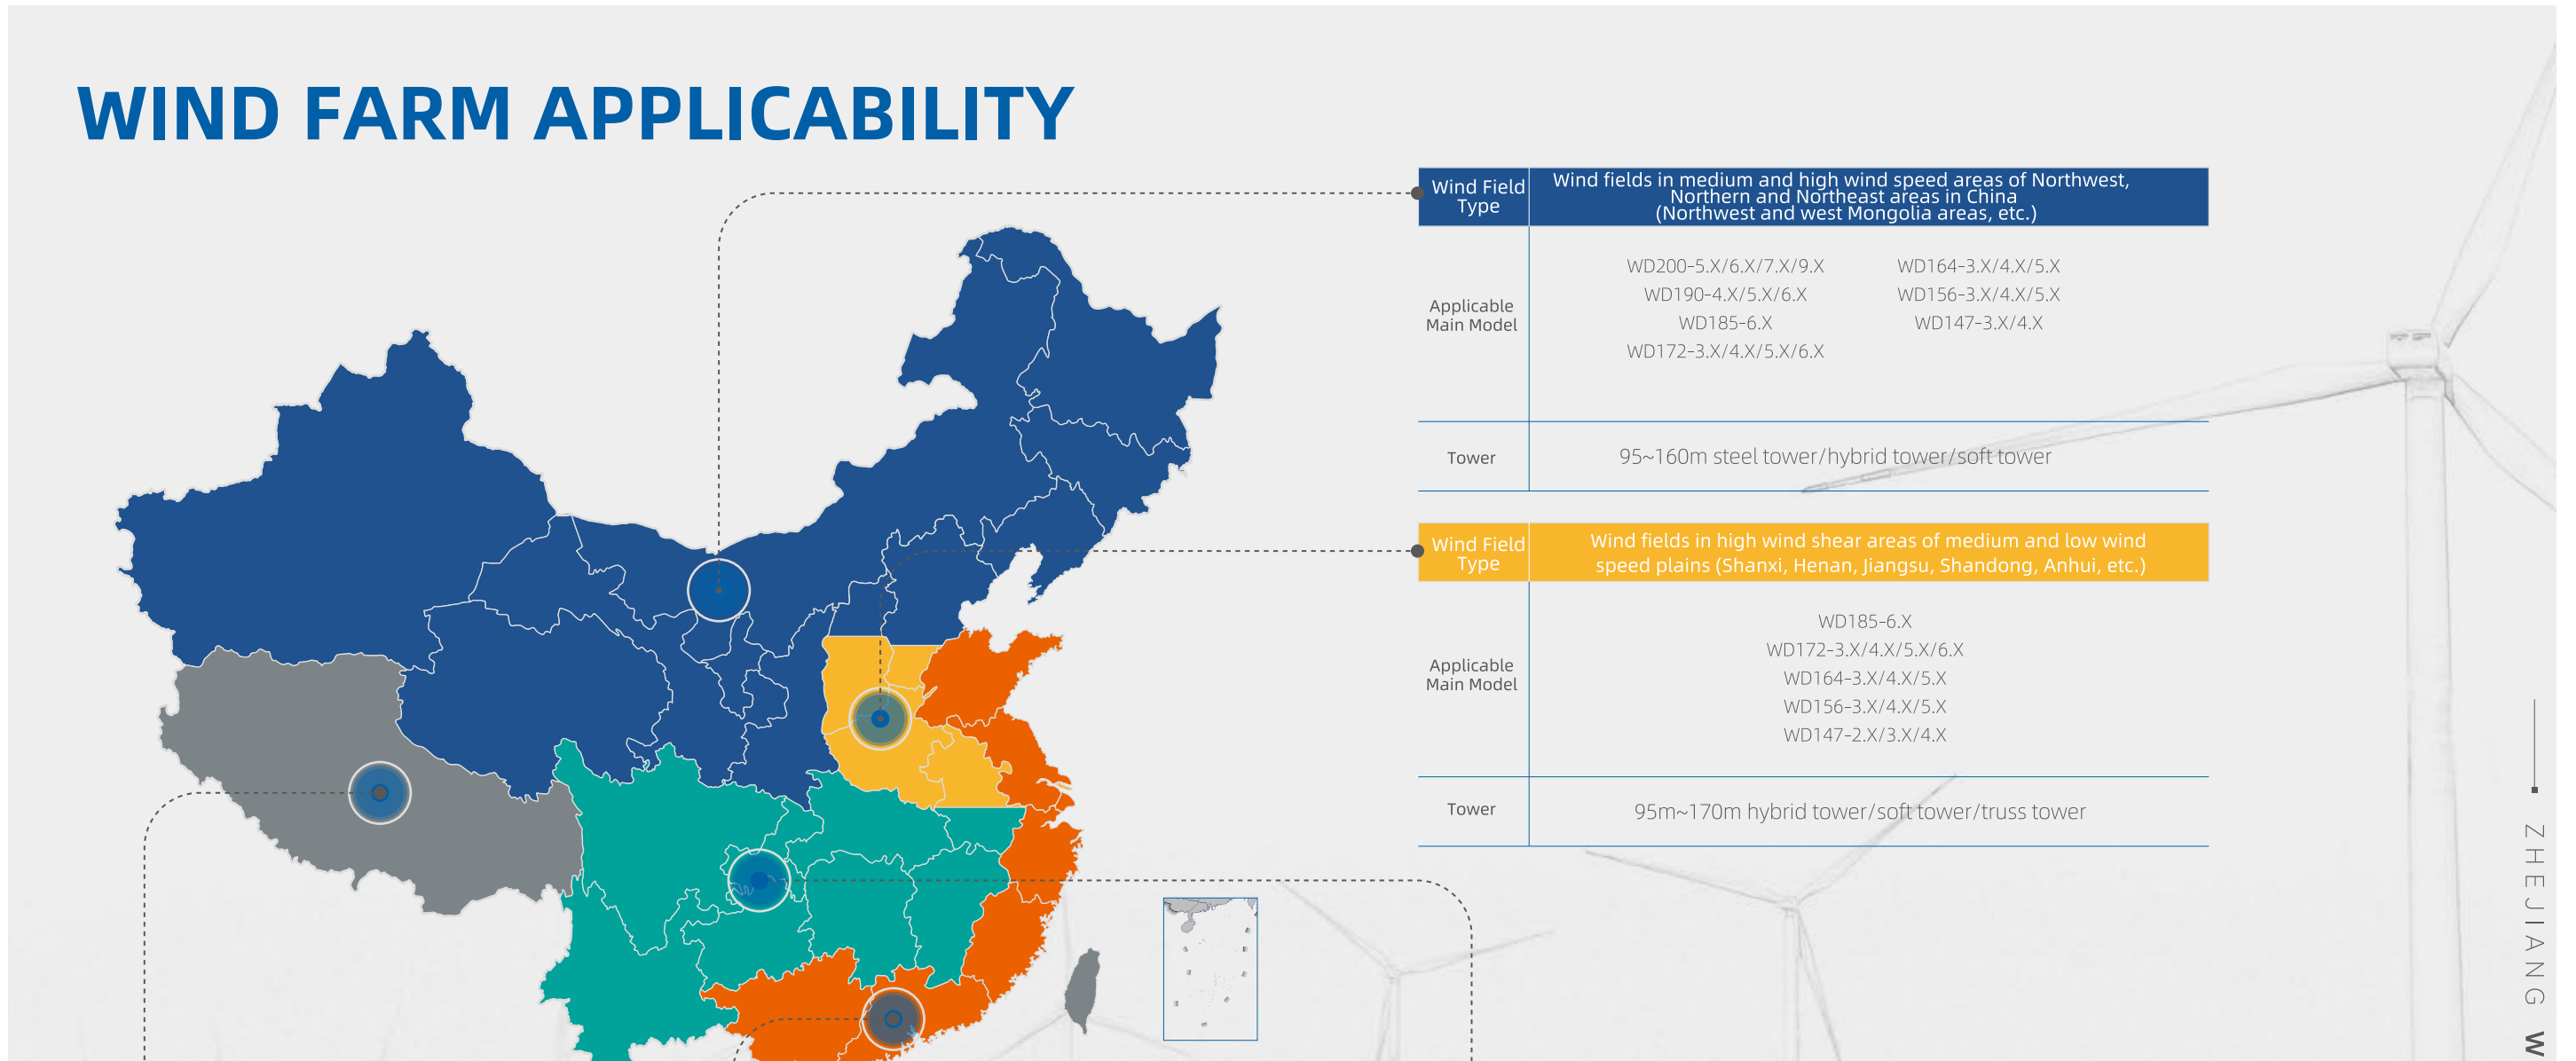 WIND FARM APPLICABILITY
Wind Field
Type
Wind fields in medium and high wind speed areas of Northwest,
Northern and Northeast areas in China
(Northwest and west Mongolia areas, etc.)
Applicable
Main Model
WD200-5.X/6.X/7.X/9.X
WD190-4.X/5.X/6.X
WD185-6.X
WD172-3.X/4.X/5.X/6.X
WD164-3.X/4.X/5.X
WD156-3.X/4.X/5.X
WD147-3.X/4.X
Tower
95~160m steel tower/hybrid tower/soft tower
Wind Field
Type
Wind fields in high wind shear areas of medium and low wind
speed plains (Shanxi, Henan, Jiangsu, Shandong, Anhui, etc.)
Applicable
Main Model
WD185-6.X
WD172-3.X/4.X/5.X/6.X
WD164-3.X/4.X/5.X
WD156-3.X/4.X/5.X
WD147-2.X/3.X/4.X
Tower
95m~170m hybrid tower/soft tower/truss tower
ZHEJIANG W